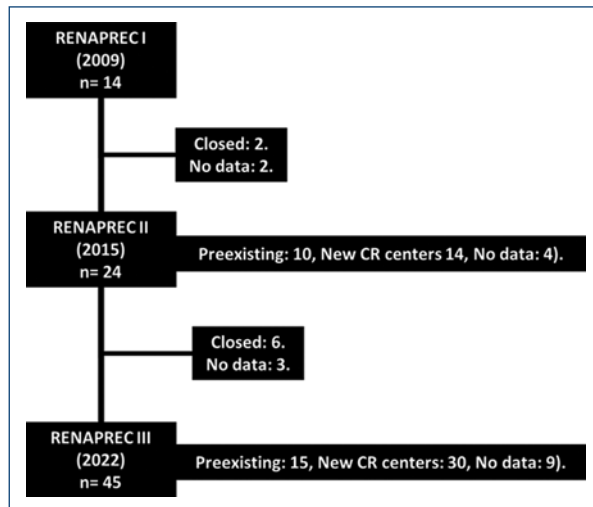 RENAPREC I
(2009)
n= 14
Closed: 2.
No data: 2.
RENAPREC II
(2015)
n= 24
Preexisting: 10, New CR centers 14, No data: 4).
Closed: 6.
No data: 3.
RENAPREC III
(2022)
n= 45
Preexisting: 15, New CR centers: 30, No data: 9).